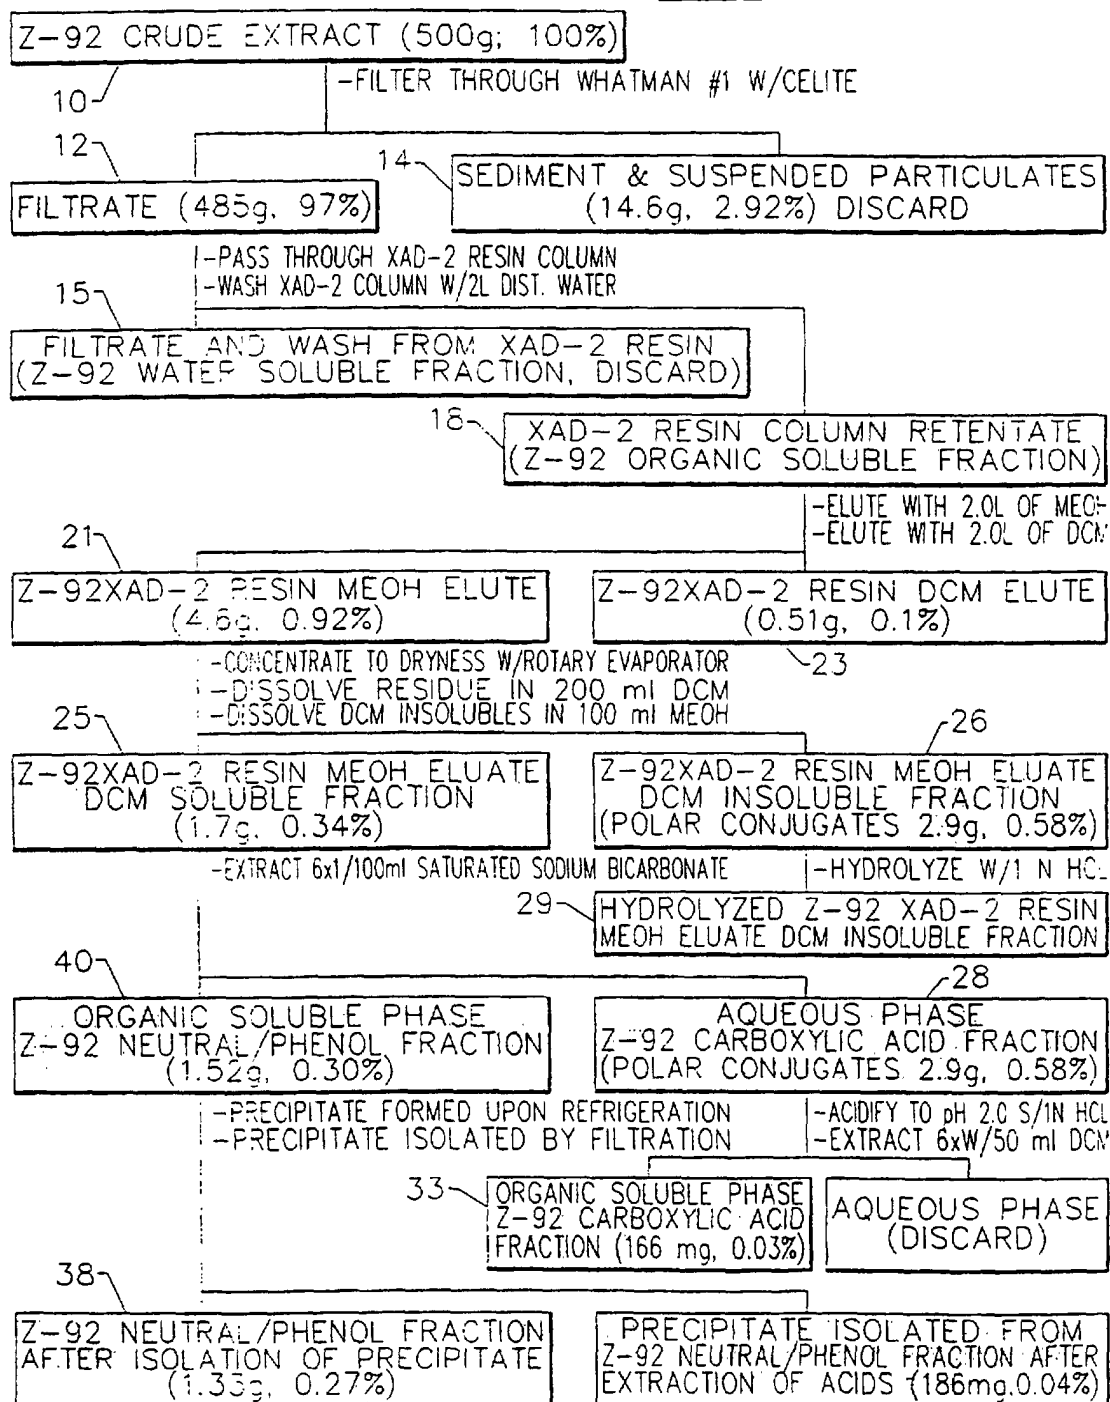 Z-92 CRUDE EXTRACT (500g; 100%)
10
-FILTER THROUGH WHATMAN #1 W/CELITE
12
14
FILTRATE (485g, 97%)
SEDIMENT & SUSPENDED PARTICULATES
(14.6g, 2.92%) DISCARD
-PASS THROUGH XAD-2 RESIN COLUMN
-WASH XAD-2 COLUMN W/2L DIST. WATER
15
FILTRATE AND WASH FROM XAD-2 RESIN
(Z-92 WATER SOLUBLE FRACTION, DISCARD)
18
XAD-2 RESIN COLUMN RETENTATE
(Z-92 ORGANIC SOLUBLE FRACTION)
-ELUTE WITH 2.0L OF MEOH
-ELUTE WITH 2.0L OF DCM
21
Z-92XAD-2 RESIN MEOH ELUTE
(4.6g, 0.92%)
Z-92XAD-2 RESIN DCM ELUTE
(0.51g, 0.1%)
23
-CONCENTRATE TO DRYNESS W/ROTARY EVAPORATOR
-DISSOLVE RESIDUE IN 200 ml DCM
-DISSOLVE DCM INSOLUBLES IN 100 ml MEOH
25
26
Z-92XAD-2 RESIN MEOH ELUATE
DCM SOLUBLE FRACTION
(1.7g, 0.34%)
Z-92XAD-2 RESIN MEOH ELUATE
DCM INSOLUBLE FRACTION
(POLAR CONJUGATES 2.9g, 0.58%)
-EXTRACT 6x1/100ml SATURATED SODIUM BICARBONATE
-HYDROLYZE W/1 N HCL
29
HYDROLYZED Z-92 XAD-2 RESIN
MEOH ELUATE DCM INSOLUBLE FRACTION
40
28
ORGANIC SOLUBLE PHASE
Z-92 NEUTRAL/PHENOL FRACTION
(1.52g, 0.30%)
AQUEOUS PHASE
Z-92 CARBOXYLIC ACID FRACTION
(POLAR CONJUGATES 2.9g, 0.58%)
-PRECIPITATE FORMED UPON REFRIGERATION
-PRECIPITATE ISOLATED BY FILTRATION
-ACIDIFY TO pH 2.0 S/1N HCL
-EXTRACT 6xW/50 ml DCM
33
ORGANIC SOLUBLE PHASE
Z-92 CARBOXYLIC ACID
FRACTION (166 mg, 0.03%)
AQUEOUS PHASE
(DISCARD)
38
Z-92 NEUTRAL/PHENOL FRACTION
AFTER ISOLATION OF PRECIPITATE
(1.33g, 0.27%)
PRECIPITATE ISOLATED FROM
Z-92 NEUTRAL/PHENOL FRACTION AFTER
EXTRACTION OF ACIDS (186mg,0.04%)